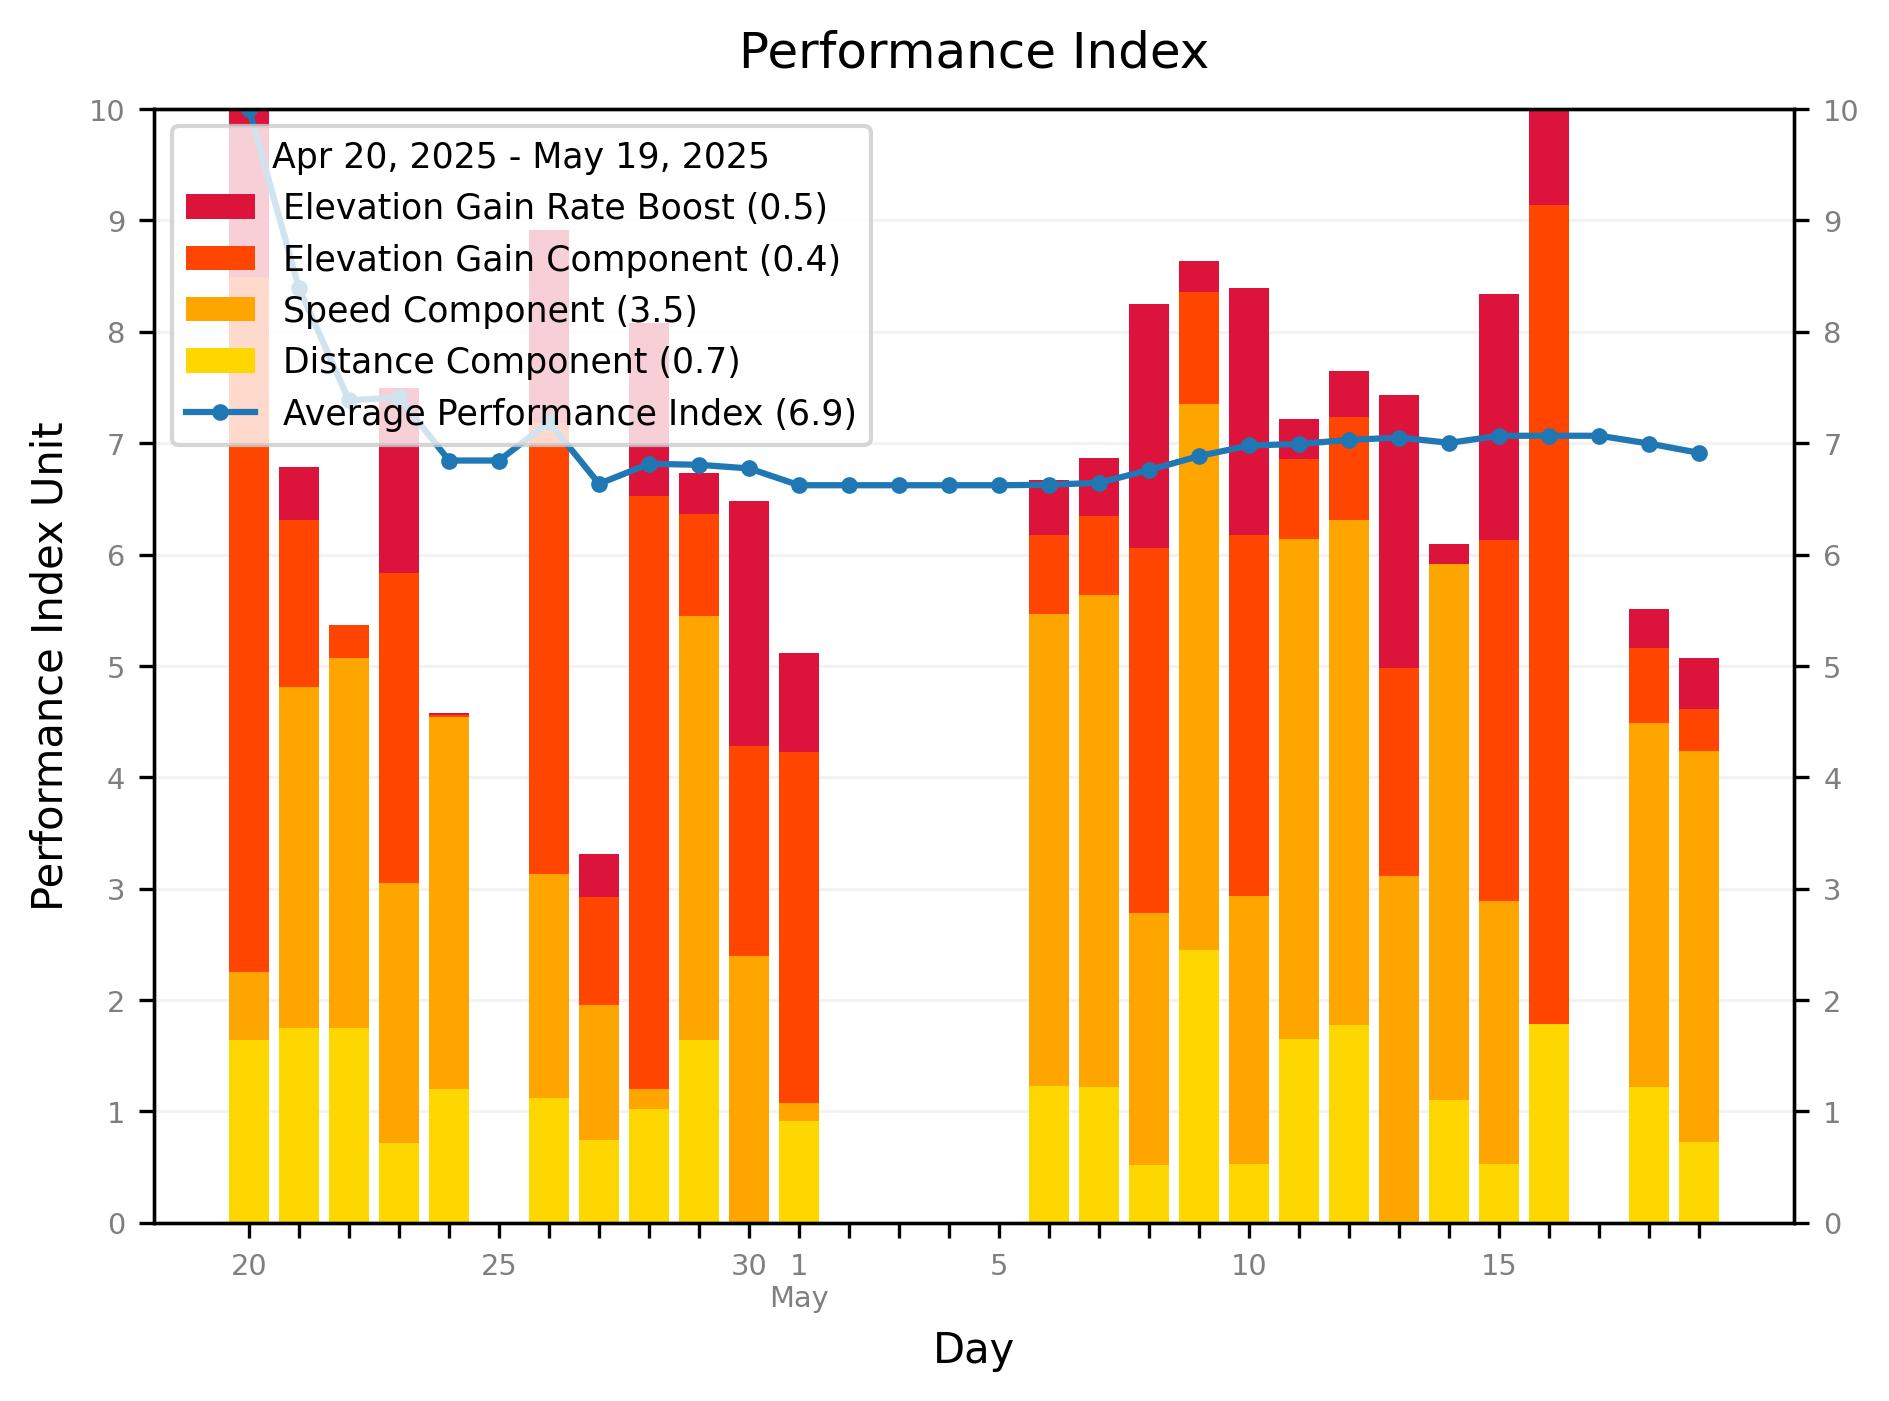 Performance Index
Apr 20, 2025 - May 19, 2025
Elevation Gain Rate Boost (0.5)
Elevation Gain Component (0.4)
Speed Component (3.5)
Distance Component (0.7)
Average Performance Index (6.9)
Performance Index Unit
10
9
8
7
6
5
4
3
2
1
0
10
9
8
7
6
5
4
3
2
1
0
20 25 30 1 5 10 15
May
Day